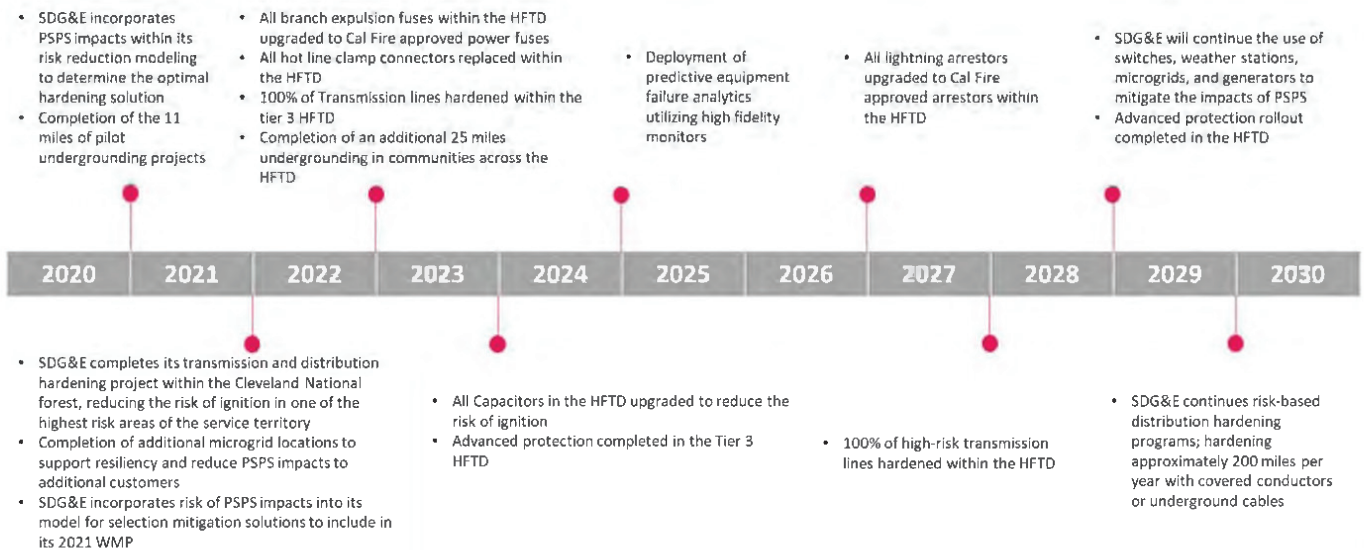 • SDG&E incorporates
PSPS impacts within its
risk reduction modeling
to determine the optimal
hardening solution
• Completion of the 11
miles of pilot
undergrounding projects
• All branch expulsion fuses within the HFTD
upgraded to Cal Fire approved power fuses
• All hot line clamp connectors replaced within
the HFTD
• 100% of Transmission lines hardened within the
tier 3 HFTD
• Completion of an additional 25 miles
undergrounding in communities across the
HFTD
• Deployment of
predictive equipment
failure analytics
utilizing high fidelity
monitors
• All lightning arrestors
upgraded to Cal Fire
approved arrestors within
the HFTD
• SDG&E will continue the use of
switches, weather stations,
microgrids, and generators to
mitigate the impacts of PSPS
• Advanced protection rollout
completed in the HFTD
2020 2021 2022 2023 2024 2025 2026 2027 2028 2029 2030
• SDG&E completes its transmission and distribution
hardening project within the Cleveland National
forest, reducing the risk of ignition in one of the
highest risk areas of the service territory
• Completion of additional microgrid locations to
support resiliency and reduce PSPS impacts to
additional customers
• SDG&E incorporates risk of PSPS impacts into its
model for selection mitigation solutions to include in
its 2021 WMP
• All Capacitors in the HFTD upgraded to reduce the
risk of ignition
• Advanced protection completed in the Tier 3
HFTD
• 100% of high-risk transmission
lines hardened within the HFTD
• SDG&E continues risk-based
distribution hardening
programs; hardening
approximately 200 miles per
year with covered conductors
or underground cables